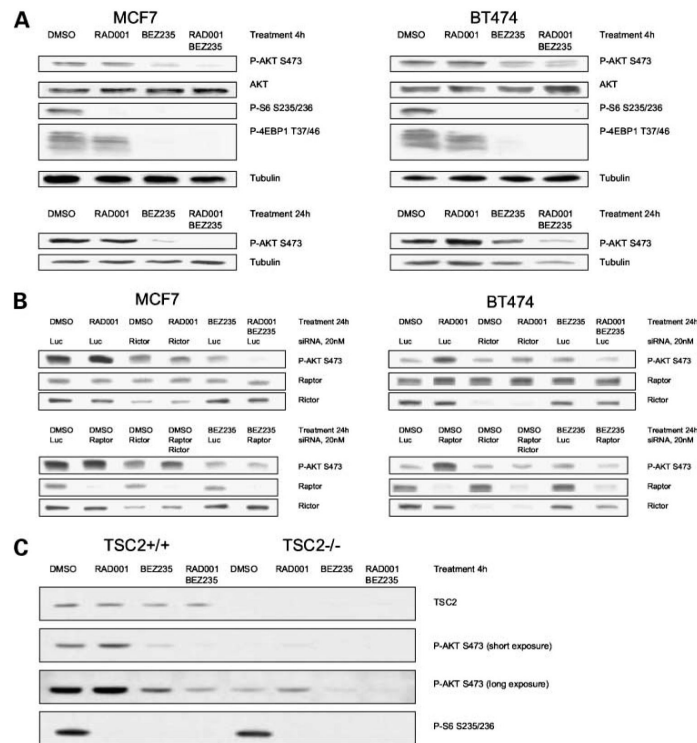 A
MCF7
DMSO RAD001 BEZ235 RAD001 BEZ235 Treatment 4h
P-AKT S473
AKT
P-S6 S235/236
P-4EBP1 T37/46
Tubulin
DMSO RAD001 BEZ235 RAD001 BEZ235 Treatment 24h
P-AKT S473
Tubulin
BT474
DMSO RAD001 BEZ235 RAD001 BEZ235 Treatment 4h
P-AKT S473
AKT
P-S6 S235/236
P-4EBP1 T37/46
Tubulin
DMSO RAD001 BEZ235 RAD001 BEZ235 Treatment 24h
P-AKT S473
Tubulin
B
MCF7
DMSO RAD001 DMSO RAD001 BEZ235 RAD001 BEZ235 Treatment 24h
Luc Luc Rictor Rictor Luc Luc siRNA, 20nM
P-AKT S473
Raptor
Rictor
DMSO DMSO DMSO DMSO BEZ235 BEZ235 Treatment 24h
Luc Raptor Rictor Raptor Luc Raptor siRNA, 20nM
Rictor
P-AKT S473
Raptor
Rictor
BT474
DMSO RAD001 DMSO RAD001 BEZ235 RAD001 BEZ235 Treatment 24h
Luc Luc Rictor Rictor Luc Luc siRNA, 20nM
P-AKT S473
Raptor
Rictor
DMSO DMSO DMSO DMSO BEZ235 BEZ235 Treatment 24h
Luc Raptor Rictor Raptor Luc Raptor siRNA, 20nM
Rictor
P-AKT S473
Raptor
Rictor
C
TSC2+/+ TSC2-/-
DMSO RAD001 BEZ235 RAD001 DMSO RAD001 BEZ235 RAD001 Treatment 4h
BEZ235 BEZ235
TSC2
P-AKT S473 (short exposure)
P-AKT S473 (long exposure)
P-S6 S235/236